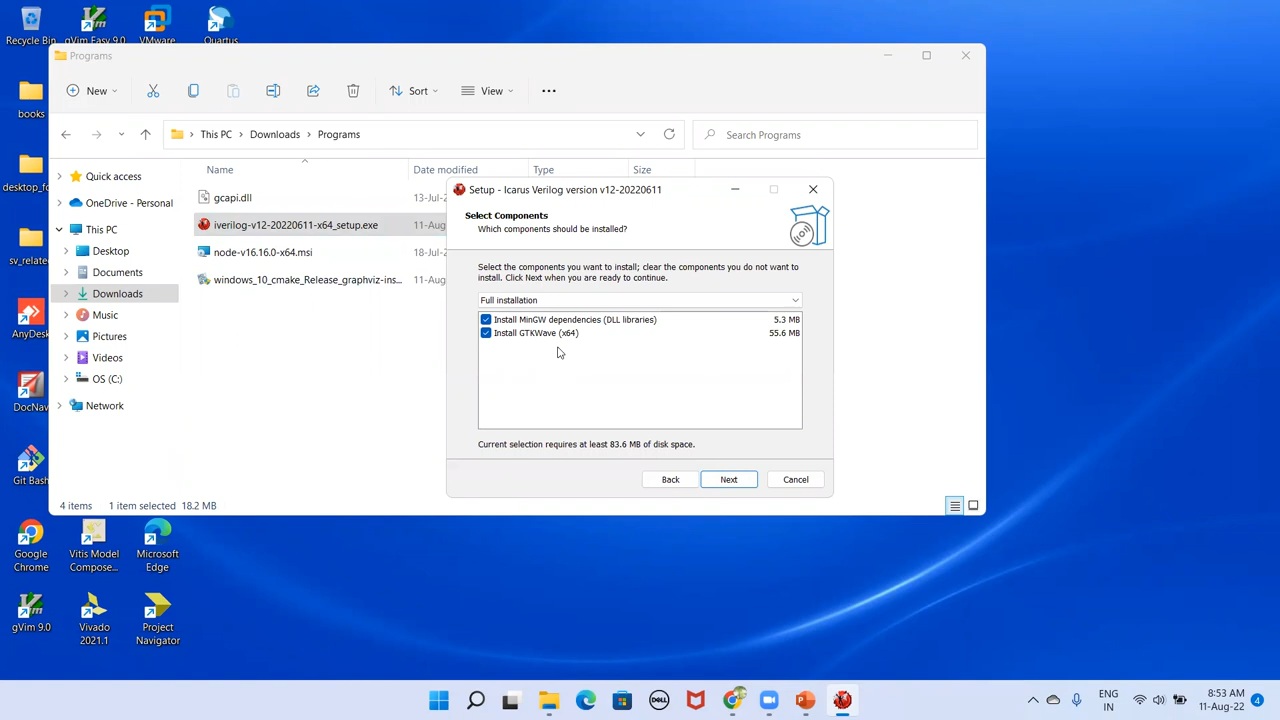 Recycle Bin
gVim Easy 9.0
VMware
Quartus
Programs
New
Sort
View
This PC
Downloads
Programs
Search Programs
books
desktop_fo
sv_relate
AnyDesk
DocNav
Git Bash
Quick access
OneDrive - Personal
This PC
Desktop
Documents
Downloads
Music
Pictures
Videos
OS (C:)
Network
Name
Date modified
Type
Size
gcapi.dll
13-Jul-2
iverilog-v12-20220611-x64_setup.exe
11-Aug
node-v16.16.0-x64.msi
18-Jul-2
windows_10_cmake_Release_graphviz-ins...
11-Aug
Setup - Icarus Verilog version v12-20220611
Select Components
Which components should be installed?
Select the components you want to install; clear the components you do not want to
install. Click Next when you are ready to continue.
Full installation
Install MinGW dependencies (DLL libraries) 5.3 MB
Install GTKWave (x64) 55.6 MB
Current selection requires at least 83.6 MB of disk space.
Back
Next
Cancel
4 items
1 item selected 18.2 MB
Google
Chrome
Vitis Model
Compose...
Microsoft
Edge
gVim 9.0
Vivado
2021.1
Project
Navigator
DELL
ENG
IN
8:53 AM
11-Aug-22
4